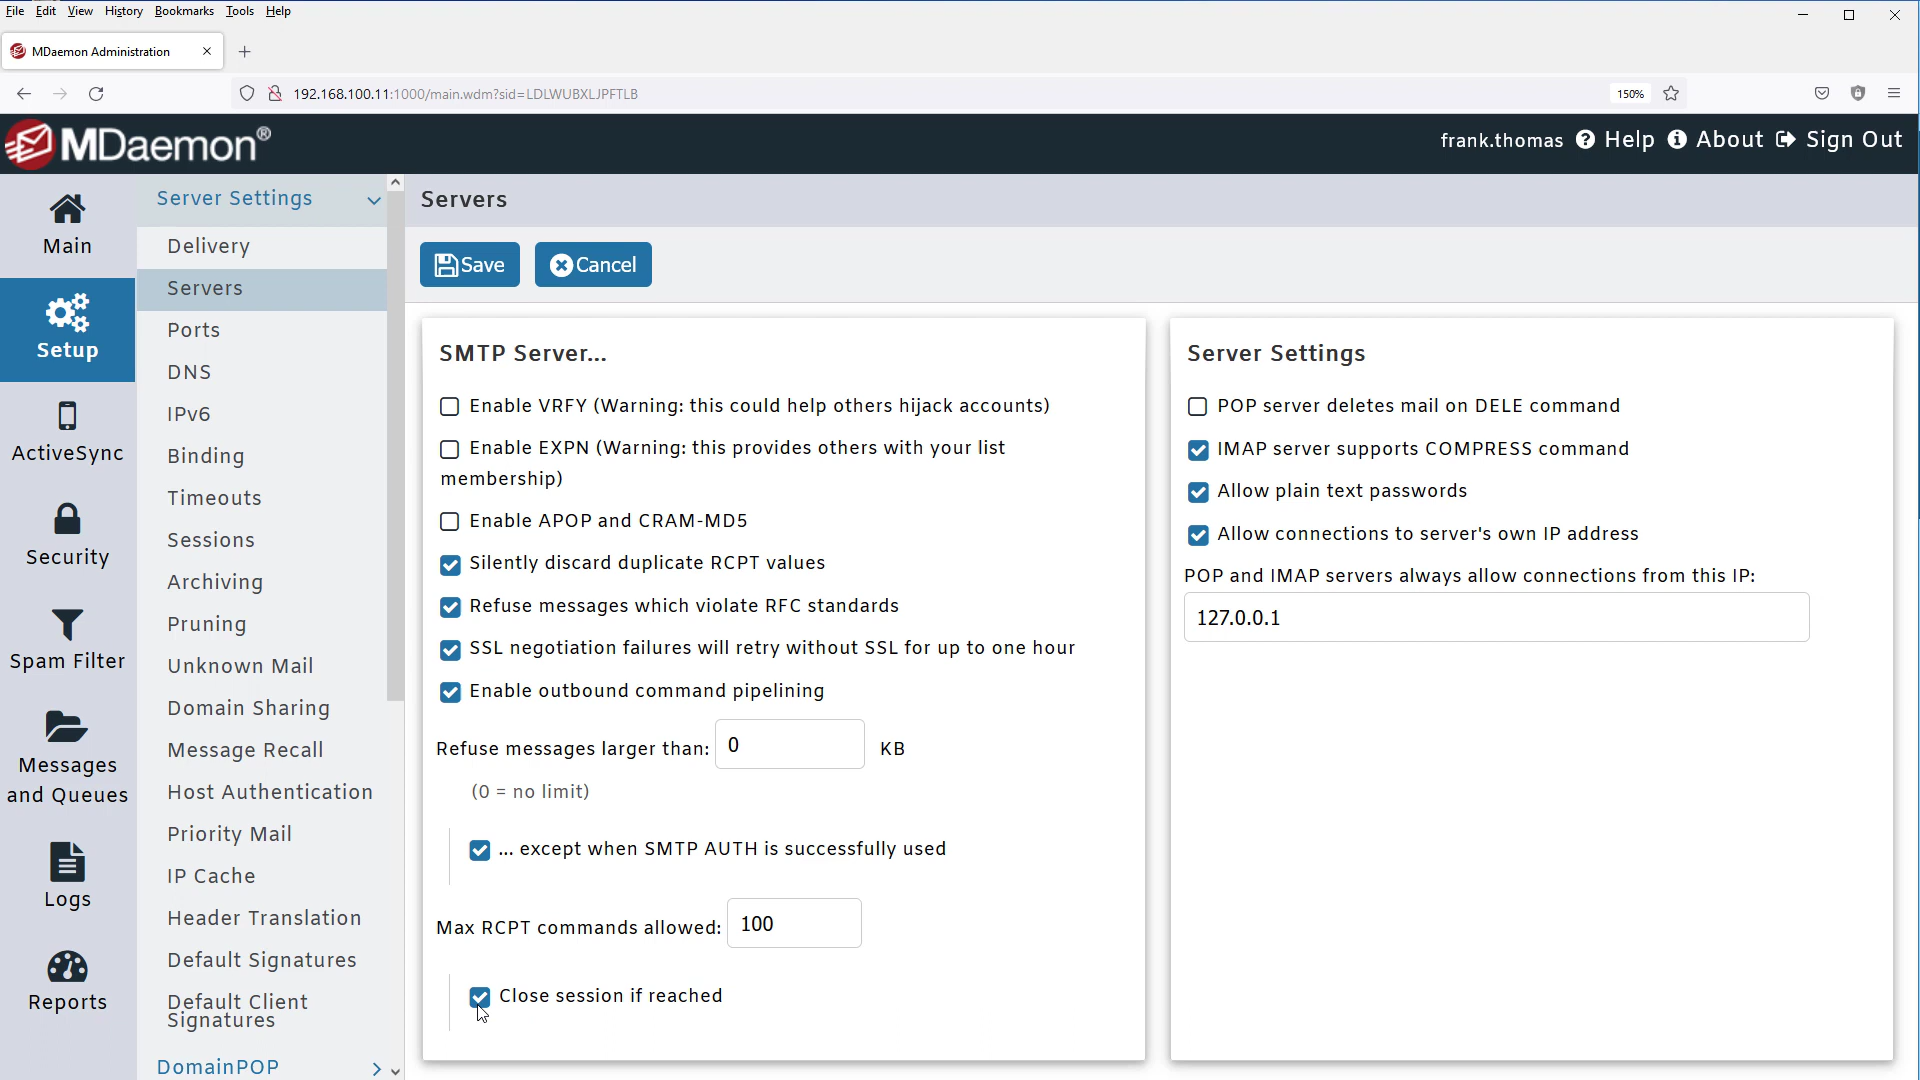 File Edit View History Bookmarks Tools Help
MDaemon Administration
192.168.100.11:1000/main.wdm?sid=LDLWUBXLJPFTLB
150%
MDaemon®
frank.thomas Help About Sign Out
Main
Setup
ActiveSync
Security
Spam Filter
Messages
and Queues
Logs
Reports
Server Settings
Delivery
Servers
Ports
DNS
IPv6
Binding
Timeouts
Sessions
Archiving
Pruning
Unknown Mail
Domain Sharing
Message Recall
Host Authentication
Priority Mail
IP Cache
Header Translation
Default Signatures
Default Client
Signatures
DomainPOP
Servers
Save Cancel
SMTP Server...
Enable VRFY (Warning: this could help others hijack accounts)
Enable EXPN (Warning: this provides others with your list
membership)
Enable APOP and CRAM-MD5
Silently discard duplicate RCPT values
Refuse messages which violate RFC standards
SSL negotiation failures will retry without SSL for up to one hour
Enable outbound command pipelining
Refuse messages larger than: 0 KB
(0 = no limit)
... except when SMTP AUTH is successfully used
Max RCPT commands allowed: 100
Close session if reached
Server Settings
POP server deletes mail on DELE command
IMAP server supports COMPRESS command
Allow plain text passwords
Allow connections to server's own IP address
POP and IMAP servers always allow connections from this IP:
127.0.0.1